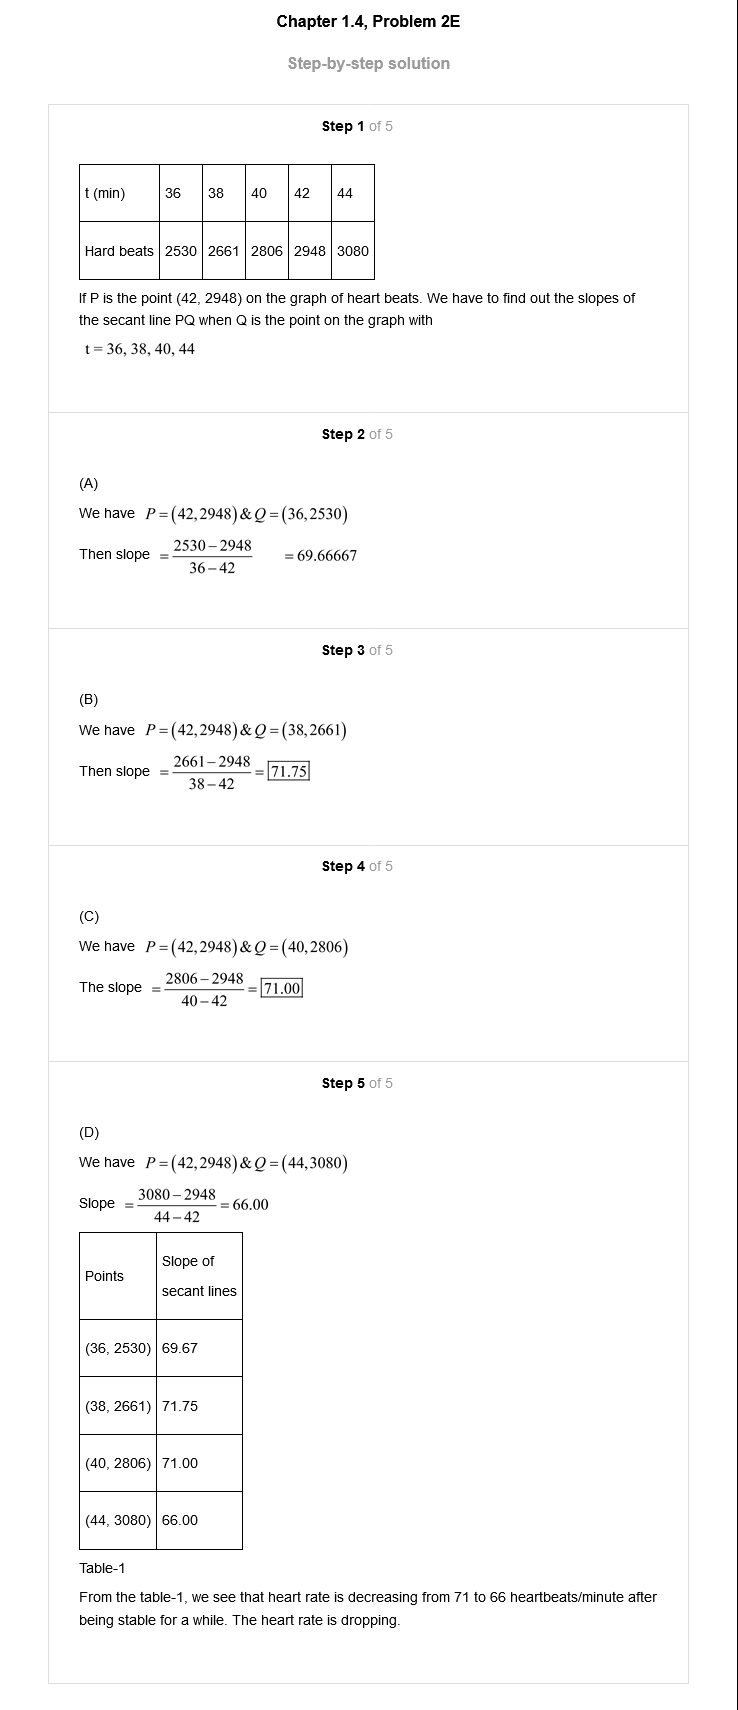 Chapter 1.4, Problem 2E
Step-by-step solution
Step 1 of 5
t (min) 36 38 40 42 44
Hard beats 2530 2661 2806 2948 3080
If P is the point (42, 2948) on the graph of heart beats. We have to find out the slopes of
the secant line PQ when Q is the point on the graph with
t = 36, 38, 40, 44
Step 2 of 5
(A)
We have P = (42, 2948) & Q = (36, 2530)
Then slope = (2530 – 2948)/(36 – 42) = 69.66667
Step 3 of 5
(B)
We have P = (42, 2948) & Q = (38, 2661)
Then slope = (2661 – 2948)/(38 – 42) = 71.75
Step 4 of 5
(C)
We have P = (42, 2948) & Q = (40, 2806)
The slope = (2806 – 2948)/(40 – 42) = 71.00
Step 5 of 5
(D)
We have P = (42, 2948) & Q = (44, 3080)
Slope = (3080 – 2948)/(44 – 42) = 66.00
Points Slope of
secant lines
(36, 2530) 69.67
(38, 2661) 71.75
(40, 2806) 71.00
(44, 3080) 66.00
Table-1
From the table-1, we see that heart rate is decreasing from 71 to 66 heartbeats/minute after
being stable for a while. The heart rate is dropping.